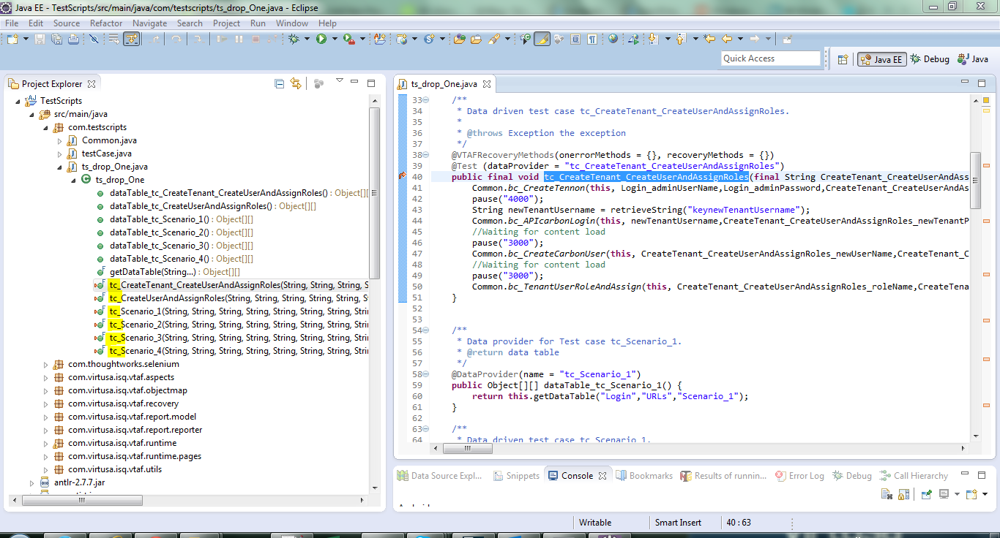 Java EE - TestScripts/src/main/java/com/testscripts/ts_drop_One.java - Eclipse
File Edit Source Refactor Navigate Search Project Run Window Help
Quick Access
Java EE Debug Java
Project Explorer
TestScripts
src/main/java
com.testscripts
Common.java
testCase.java
ts_drop_One.java
ts_drop_One
dataTable_tc_CreateTenant_CreateUserAndAssignRoles() : Object[][]
dataTable_tc_CreateUserAndAssignRoles() : Object[][]
dataTable_tc_Scenario_1() : Object[][]
dataTable_tc_Scenario_2() : Object[][]
dataTable_tc_Scenario_3() : Object[][]
dataTable_tc_Scenario_4() : Object[][]
getDataTable(String...) : Object[][]
tc_CreateTenant_CreateUserAndAssignRoles(String, String, String, S
tc_CreateUserAndAssignRoles(String, String, String, String, String, S
tc_Scenario_1(String, String, String, String, String, String, String, Strin
tc_Scenario_2(String, String, String, String, String, String, String, Strin
tc_Scenario_3(String, String, String, String, String, String, String, Strin
tc_Scenario_4(String, String, String, String, String, String, String, Strin
com.thoughtworks.selenium
com.virtusa.isq.vtaf.aspects
com.virtusa.isq.vtaf.objectmap
com.virtusa.isq.vtaf.recovery
com.virtusa.isq.vtaf.report.model
com.virtusa.isq.vtaf.report.reporter
com.virtusa.isq.vtaf.runtime
com.virtusa.isq.vtaf.runtime.pages
com.virtusa.isq.vtaf.utils
antlr-2.7.7.jar
ts_drop_One.java
33 /**
34 * Data driven test case tc_CreateTenant_CreateUserAndAssignRoles.
35 *
36 * @throws Exception the exception
37 */
38 @VTAFRecoveryMethods(onerrorMethods = {}, recoveryMethods = {})
39 @Test (dataProvider = "tc_CreateTenant_CreateUserAndAssignRoles")
40 public final void tc_CreateTenant_CreateUserAndAssignRoles(final String CreateTenant_CreateUserAndAss
41 Common.bc_CreateTennon(this, Login_adminUserName,Login_adminPassword,CreateTenant_CreateUserAndAs
42 pause("4000");
43 String newTenantUsername = retrieveString("keynewTenantUsername");
44 Common.bc_APIcarbonLogin(this, newTenantUsername,CreateTenant_CreateUserAndAssignRoles_newTenantP
45 //Waiting for content load
46 pause("3000");
47 Common.bc_CreateCarbonUser(this, CreateTenant_CreateUserAndAssignRoles_newUserName,CreateTenant_C
48 //Waiting for content load
49 pause("3000");
50 Common.bc_TenantUserRoleAndAssign(this, CreateTenant_CreateUserAndAssignRoles_roleName,CreateTena
51 }
52
53
54 /**
55 * Data provider for Test case tc_Scenario_1.
56 * @return data table
57 */
58 @DataProvider(name = "tc_Scenario_1")
59 public Object[][] dataTable_tc_Scenario_1() {
60 return this.getDataTable("Login","URLs","Scenario_1");
61 }
62
63 /**
64 * Data driven test case tc_Scenario_1.
Data Source Expl... Snippets Console Bookmarks Results of runnin... Error Log Debug Call Hierarchy
Writable Smart Insert 40 : 63